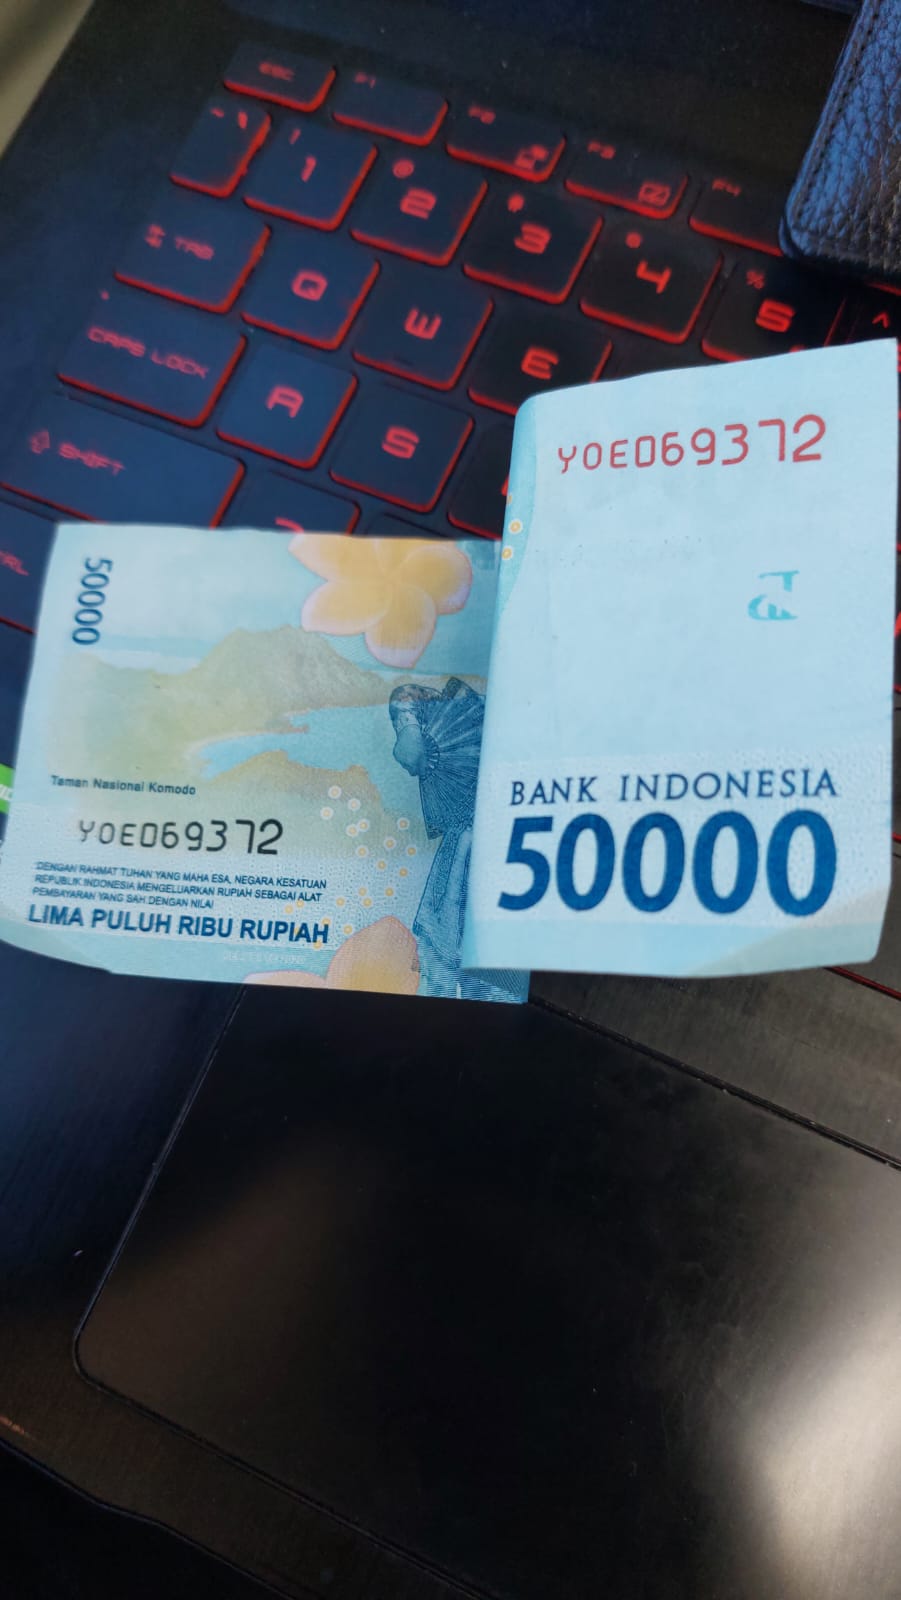 ESC F1 F2 F3 F4
~ ! 1 @ 2 # 3 4 % 5 ^
TAB Q W E
CAPS LOCK A S
SHIFT
YOE069372
50000
Taman Nasional Komodo
YOE069372
DENGAN RAHMAT TUHAN YANG MAHA ESA, NEGARA KESATUAN
REPUBLIK INDONESIA MENGELUARKAN RUPIAH SEBAGAI ALAT
PEMBAYARAN YANG SAH DENGAN NILAI
LIMA PULUH RIBU RUPIAH
BANK INDONESIA
50000